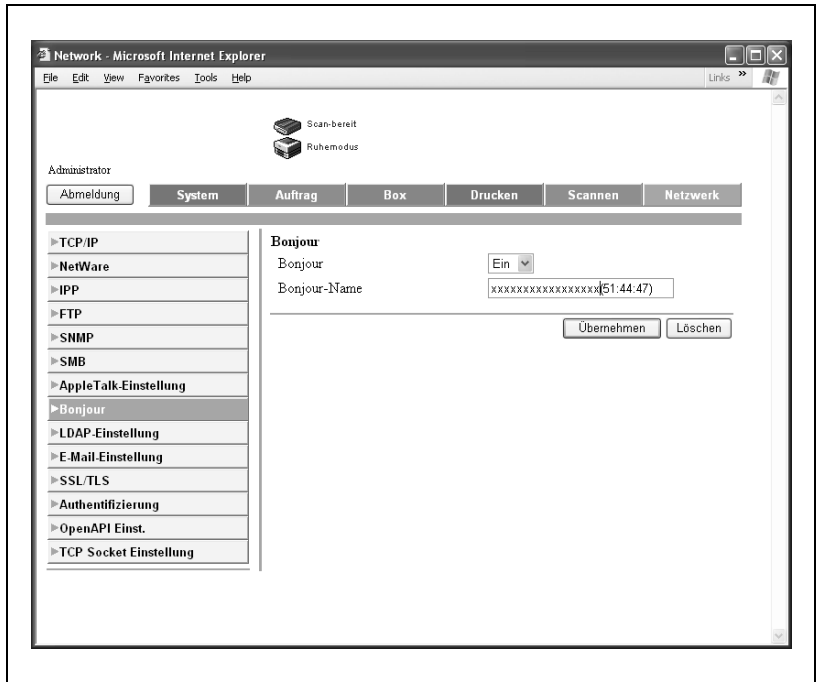 Network - Microsoft Internet Explorer
File Edit View Favorites Tools Help
Links »
Scan-bereit
Ruhemodus
Administrator
Abmeldung System Auftrag Box Drucken Scannen Netzwerk
TCP/IP
NetWare
IPP
FTP
SNMP
SMB
AppleTalk-Einstellung
Bonjour
LDAP-Einstellung
E-Mail-Einstellung
SSL/TLS
Authentifizierung
OpenAPI Einst.
TCP Socket Einstellung
Bonjour
Bonjour Ein
Bonjour-Name xxxxxxxxxxxxxxxxx(51:44:47)
Übernehmen Löschen